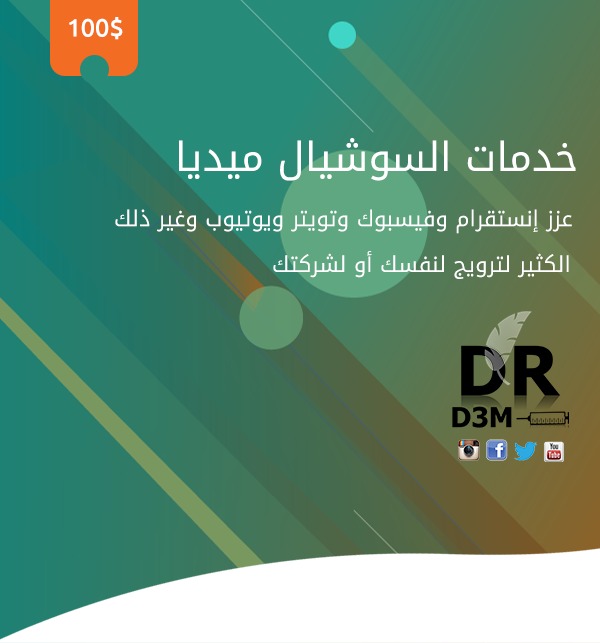 100$
خدمات السوشيال ميديا
عزز إنستقرام وفيسبوك وتويتر ويوتيوب وغير ذلك
الكثير لترويج لنفسك أو لشركتك
DR
D3M
You
Tube